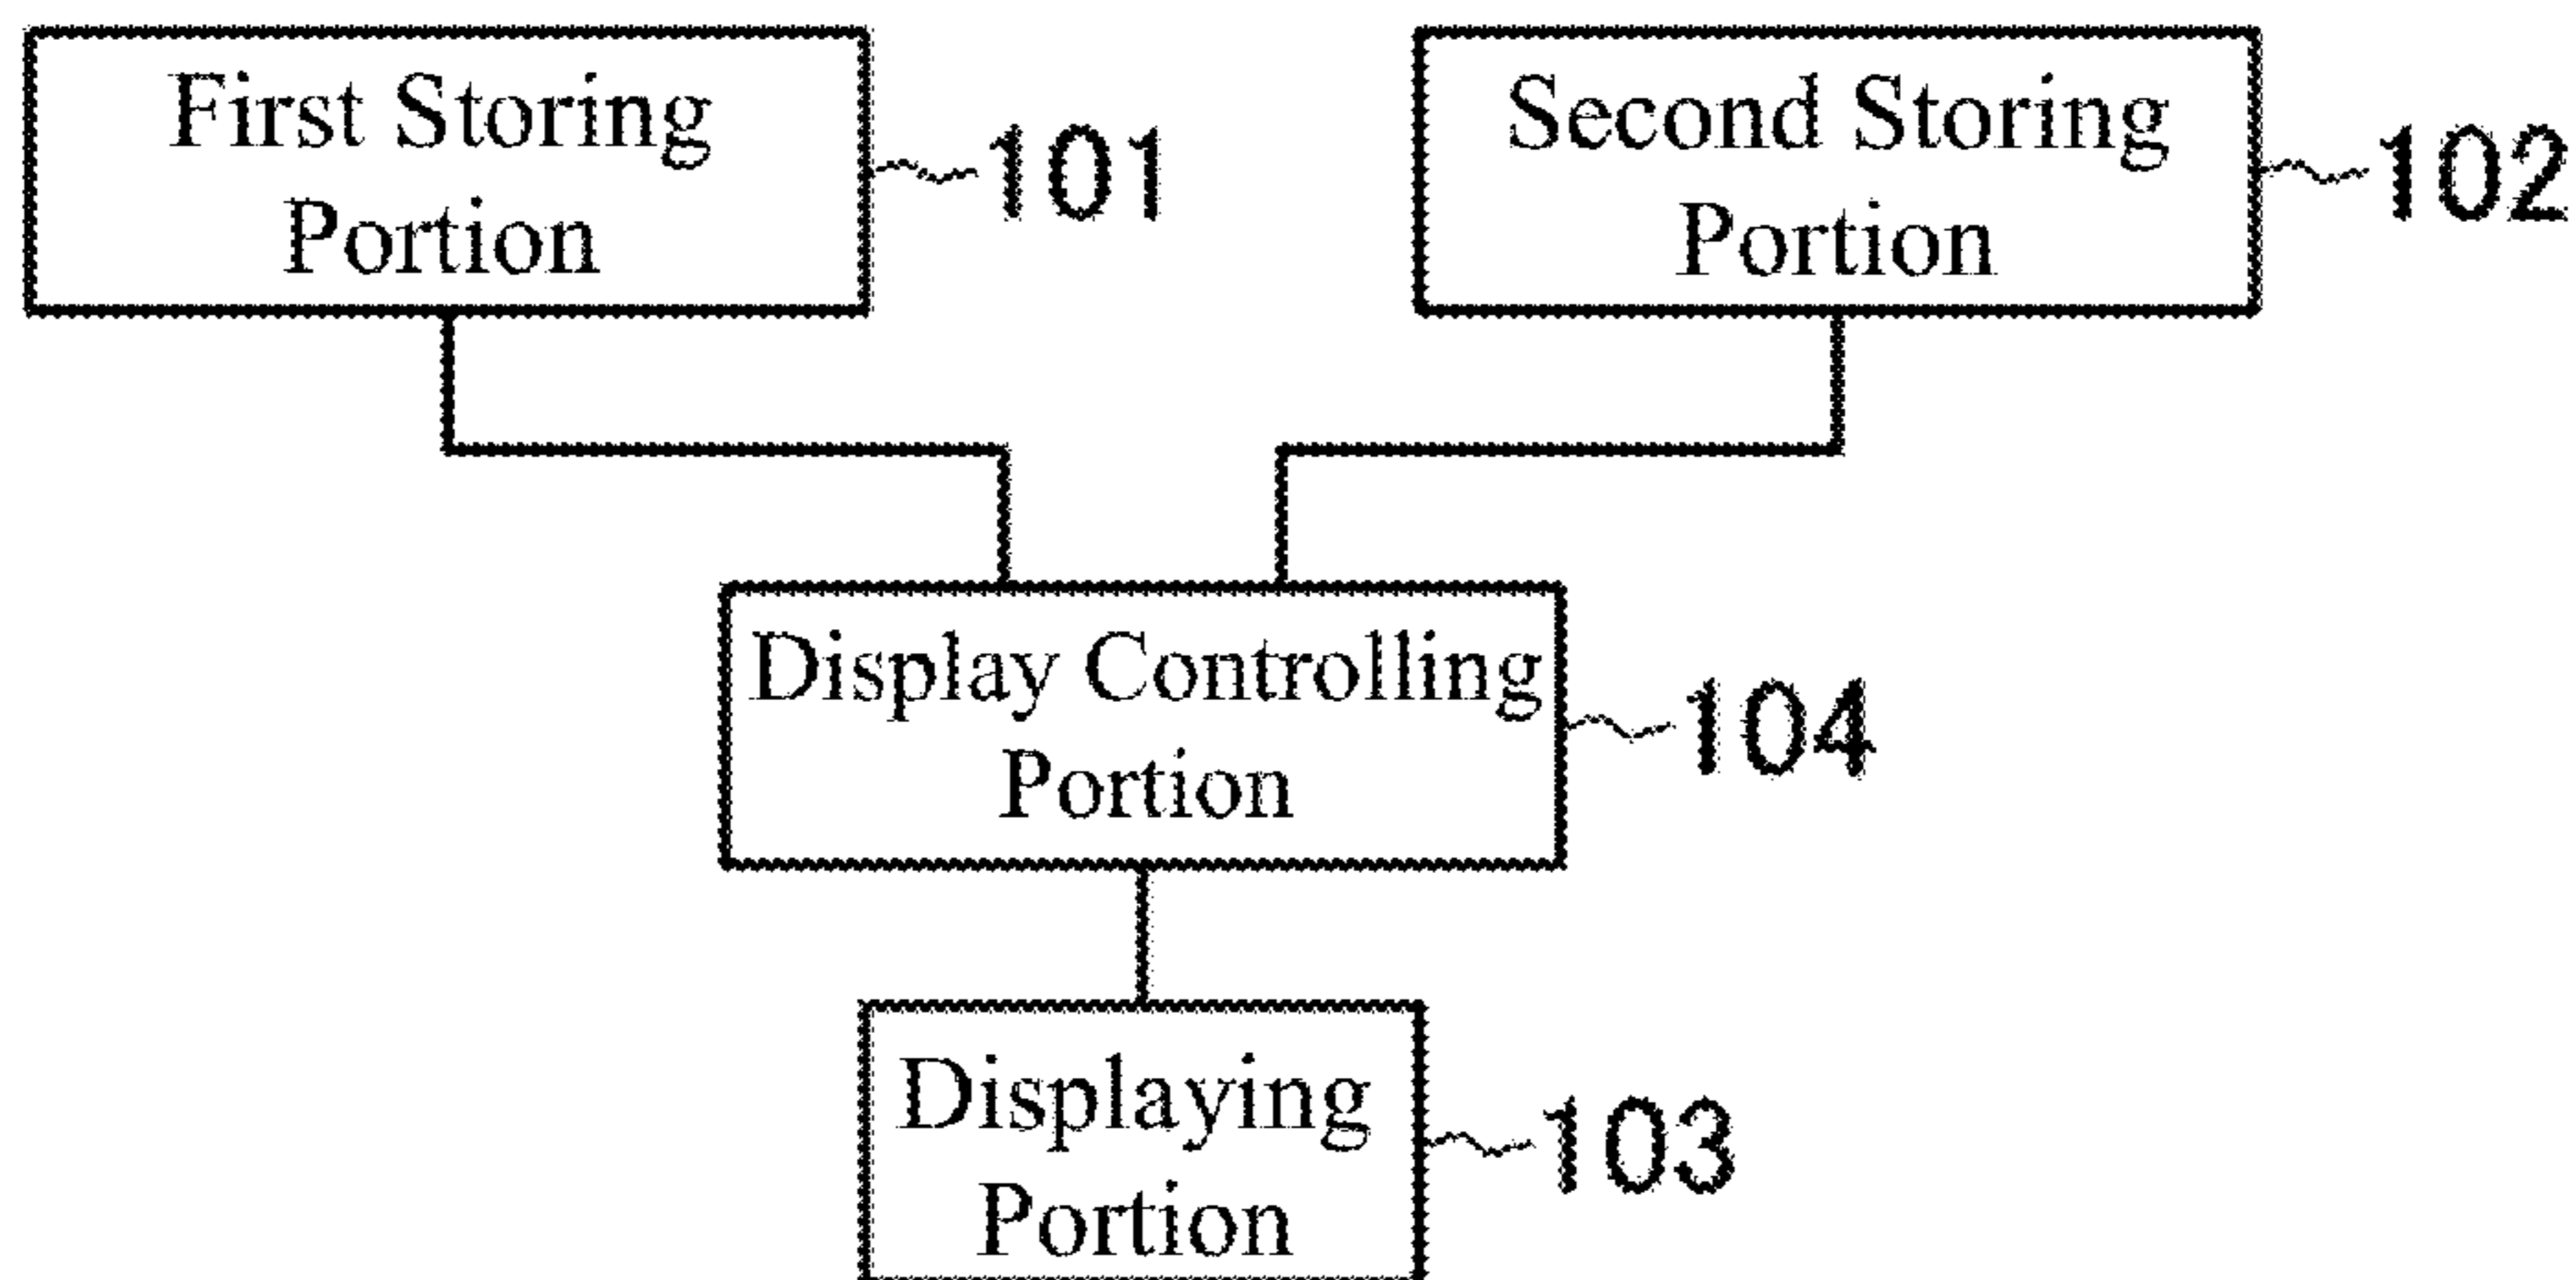 First Storing
Portion
101
Second Storing
Portion
102
Display Controlling
Portion
104
Displaying
Portion
103